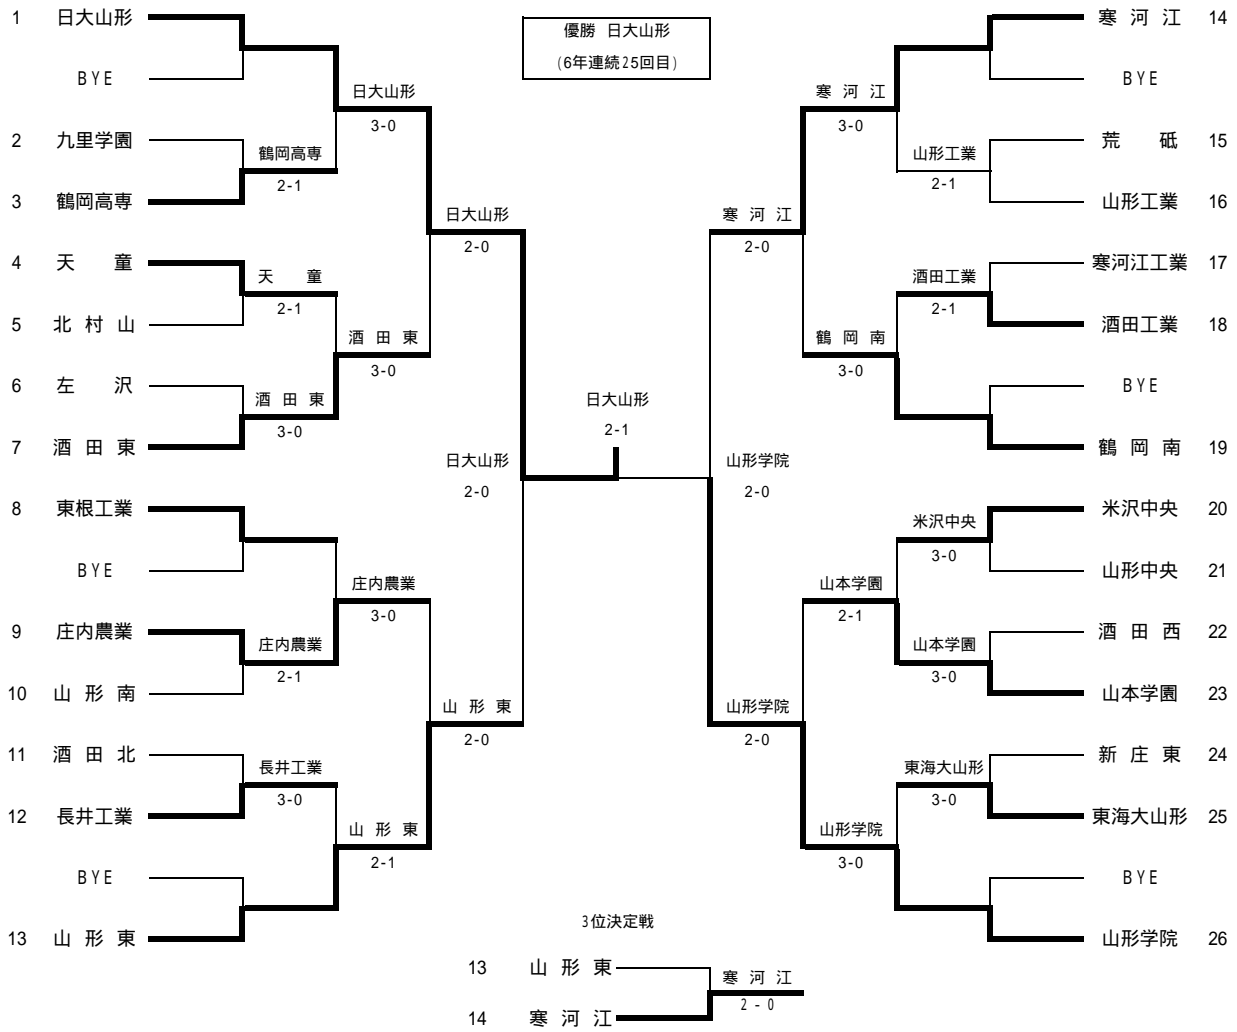 優勝 日大山形
(6年連続25回目)
1 日大山形
BYE
2 九里学園
3 鶴岡高専
4 天 童
5 北村山
6 左 沢
7 酒田東
8 東根工業
BYE
9 庄内農業
10 山形南
11 酒田北
12 長井工業
BYE
13 山形東
鶴岡高専
2-1
天 童
2-1
酒田東
3-0
庄内農業
2-1
長井工業
3-0
日大山形
3-0
酒田東
3-0
庄内農業
3-0
山形東
2-1
日大山形
2-0
山形東
2-0
日大山形
2-0
日大山形
2-1
山形学院
2-0
寒河江
2-0
山形学院
2-0
寒河江
3-0
鶴岡南
3-0
山本学園
2-1
山形学院
3-0
山形工業
2-1
酒田工業
2-1
米沢中央
3-0
山本学園
3-0
東海大山形
3-0
寒河江 14
BYE
荒 砥 15
山形工業 16
寒河江工業 17
酒田工業 18
BYE
鶴岡南 19
米沢中央 20
山形中央 21
酒田西 22
山本学園 23
新庄東 24
東海大山形 25
BYE
山形学院 26
3位決定戦
13 山形東
14 寒河江
寒河江
2-0